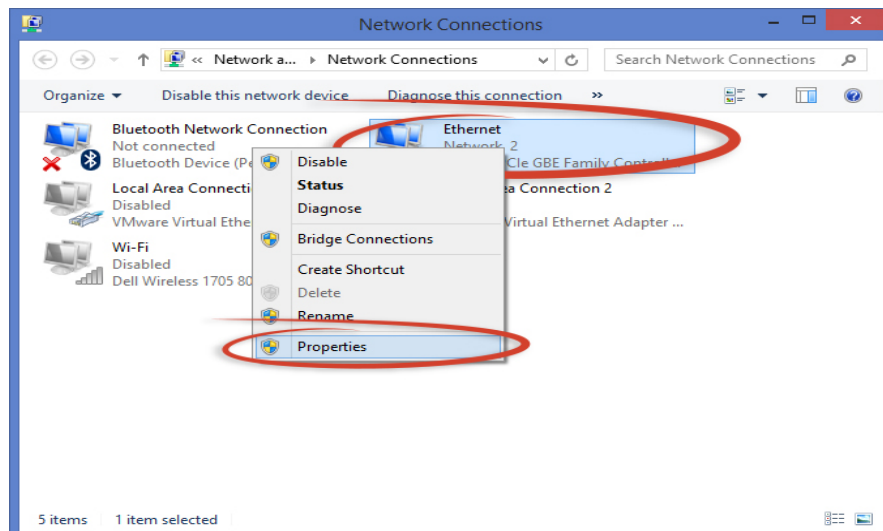 Network Connections
« Network a... Network Connections
Search Network Connections
Organize
Disable this network device
Diagnose this connection
»
Bluetooth Network Connection
Not connected
Bluetooth Device (Pe
Ethernet
Network 2
CIe GBE Family
Local Area Connecti
Disabled
VMware Virtual Ethe
a Connection 2
Virtual Ethernet Adapter ...
Wi-Fi
Disabled
Dell Wireless 1705 80
Disable
Status
Diagnose
Bridge Connections
Create Shortcut
Delete
Rename
Properties
5 items
1 item selected